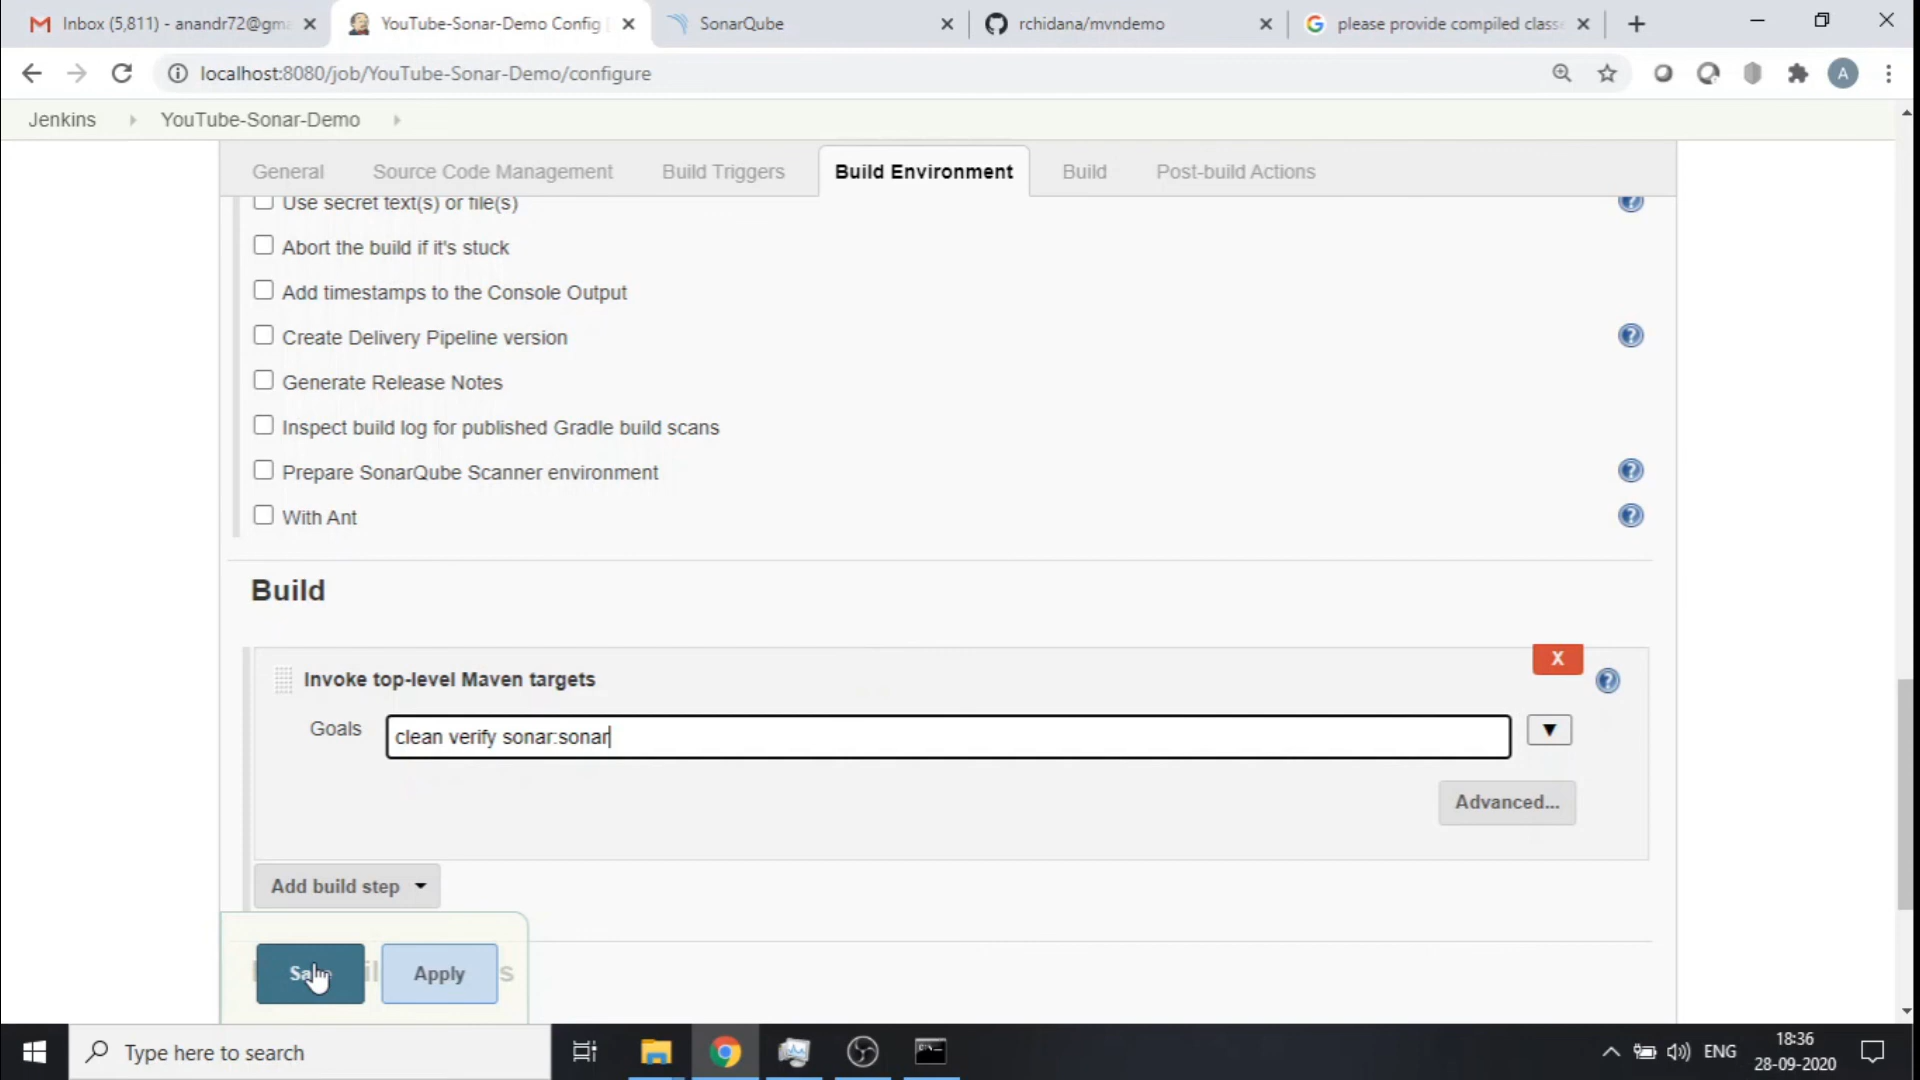 Inbox (5,811) - anandr72@gm
YouTube-Sonar-Demo Config
SonarQube
rchidana/mvndemo
please provide compiled classe
localhost:8080/job/YouTube-Sonar-Demo/configure
A
Jenkins
YouTube-Sonar-Demo
General
Source Code Management
Build Triggers
Build Environment
Build
Post-build Actions
Use secret text(s) or file(s)
Abort the build if it's stuck
Add timestamps to the Console Output
Create Delivery Pipeline version
Generate Release Notes
Inspect build log for published Gradle build scans
Prepare SonarQube Scanner environment
With Ant
Build
X
Invoke top-level Maven targets
Goals
clean verify sonar:sonar
Advanced...
Add build step
Apply
Type here to search
ENG
18:36
28-09-2020